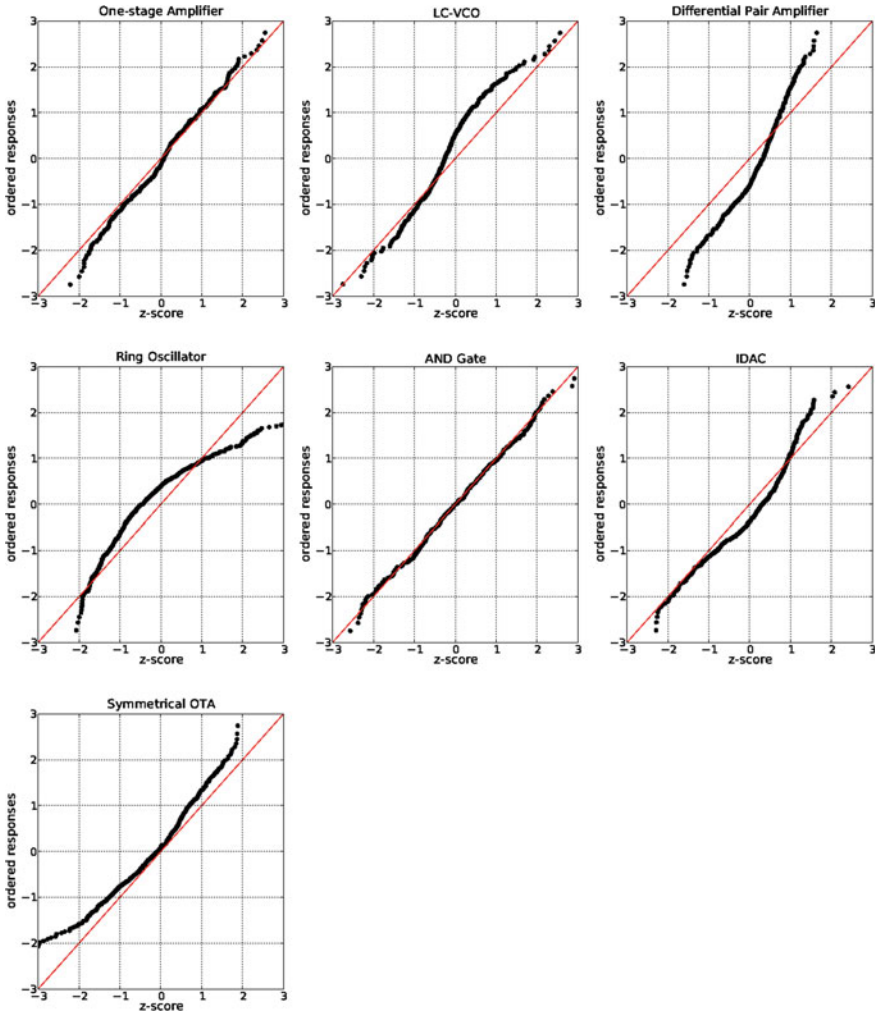 One-stage Amplifier
3
2
1
0
−1
−2
−3
−3 −2 −1 0 1 2 3
ordered responses
z-score
LC-VCO
3
2
1
0
−1
−2
−3
−3 −2 −1 0 1 2 3
ordered responses
z-score
Differential Pair Amplifier
3
2
1
0
−1
−2
−3
−3 −2 −1 0 1 2 3
ordered responses
z-score
Ring Oscillator
3
2
1
0
−1
−2
−3
−3 −2 −1 0 1 2 3
ordered responses
z-score
AND Gate
3
2
1
0
−1
−2
−3
−3 −2 −1 0 1 2 3
ordered responses
z-score
IDAC
3
2
1
0
−1
−2
−3
−3 −2 −1 0 1 2 3
ordered responses
z-score
Symmetrical OTA
3
2
1
0
−1
−2
−3
−3 −2 −1 0 1 2 3
ordered responses
z-score